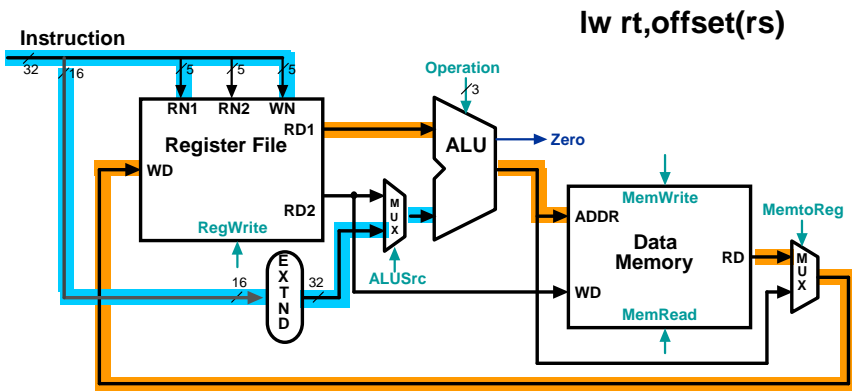 lw rt,offset(rs)
Instruction
32
16
5
5
5
Operation
3
RN1 RN2 WN
Register File
RD1
ALU
Zero
WD
RD2
MUX
RegWrite
ALUSrc
EXTND
16
32
MemWrite
ADDR
Data
Memory
RD
WD
MemRead
MemtoReg
MUX